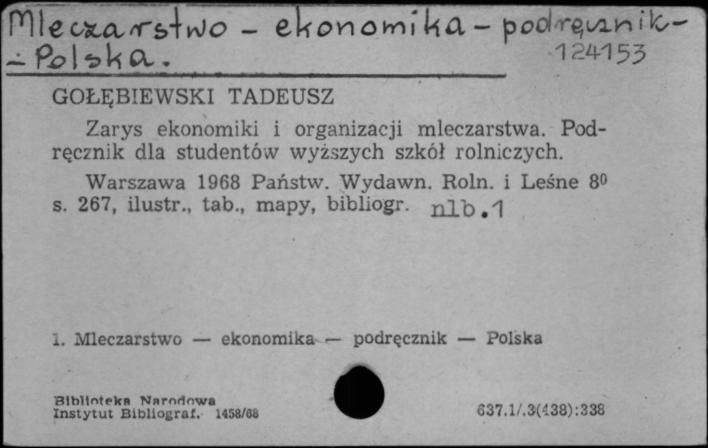 Mleczarstwo – ekonomika – podręcznik –
– Polska.
124153
GOŁĘBIEWSKI TADEUSZ
Zarys ekonomiki i organizacji mleczarstwa. Pod-
ręcznik dla studentów wyższych szkół rolniczych.
Warszawa 1968 Państw. Wydawn. Roln. i Leśne 8⁰
s. 267, ilustr., tab., mapy, bibliogr. nlb.1
1. Mleczarstwo — ekonomika — podręcznik — Polska
Biblioteka Narodowa
Instytut Bibliograf. 1458/68
637.1/.3(438):338